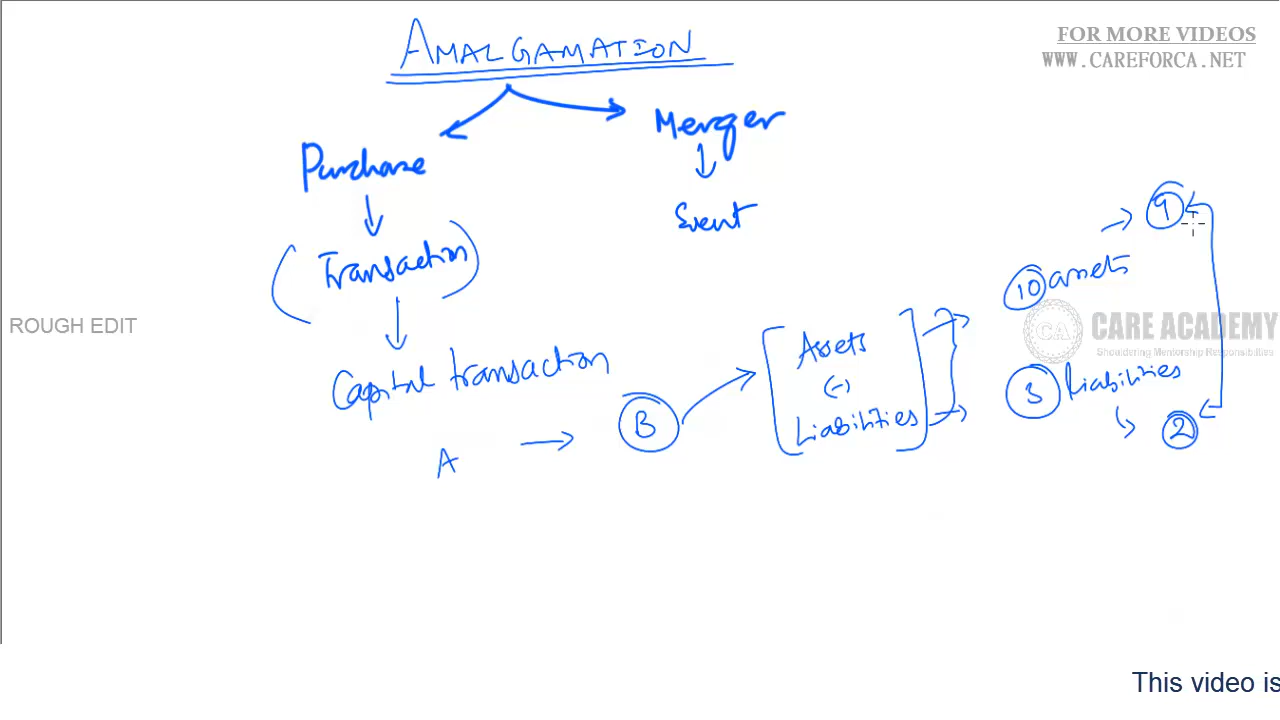 AMALGAMATION
FOR MORE VIDEOS
WWW.CAREFORCA.NET
Purchase
Merger
Transaction
Event
Capital transaction
9
10 assets
3 liabilities
2
Assets
(-)
Liabilities
A
B
ROUGH EDIT
CA
CARE ACADEMY
Shouldering Mentorship Responsibilities
This video is